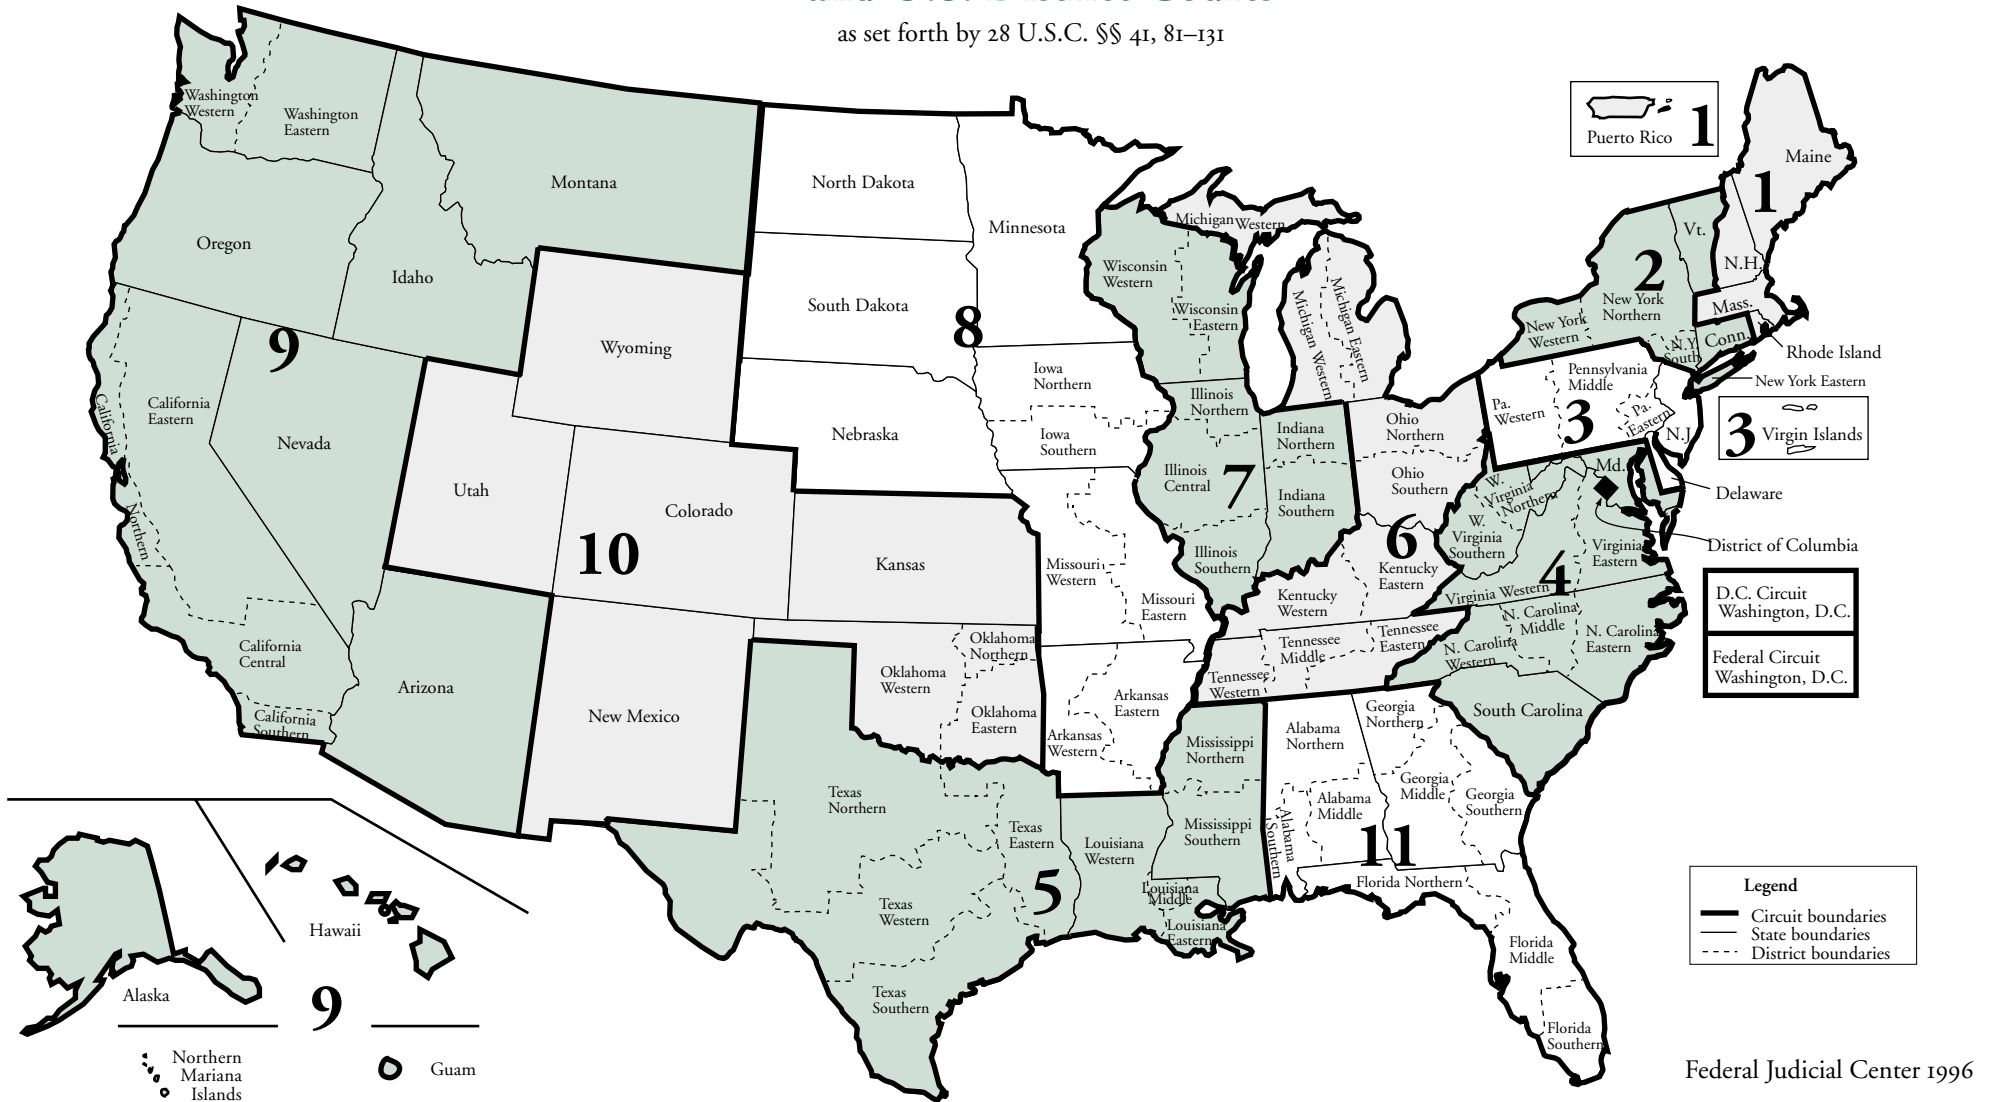 as set forth by 28 U.S.C. §§ 41, 81–131
Washington
Western
Washington
Eastern
Montana
Oregon
Idaho
9
California
Eastern
California
Northern
Nevada
California
Central
California
Southern
Arizona
Wyoming
Utah
Colorado
10
Kansas
New Mexico
Oklahoma
Northern
Oklahoma
Western
Oklahoma
Eastern
North Dakota
Minnesota
South Dakota
8
Nebraska
Iowa
Northern
Iowa
Southern
Missouri
Western
Missouri
Eastern
Arkansas
Eastern
Arkansas
Western
Wisconsin
Western
Wisconsin
Eastern
Illinois
Northern
Illinois
Central
Illinois
Southern
7
Indiana
Northern
Indiana
Southern
Michigan Western
Michigan Western
Michigan Eastern
Ohio
Northern
Ohio
Southern
6
Kentucky
Eastern
Kentucky
Western
Tennessee
Eastern
Tennessee
Middle
Tennessee
Western
Texas
Northern
Texas
Eastern
Texas
Western
Texas
Southern
5
Louisiana
Western
Louisiana
Middle
Louisiana
Eastern
Mississippi
Northern
Mississippi
Southern
Alabama
Northern
Alabama
Middle
Alabama
Southern
Georgia
Northern
Georgia
Middle
Georgia
Southern
11
Florida Northern
Florida
Middle
Florida
Southern
South Carolina
N. Carolina
Western
N. Carolina
Middle
N. Carolina
Eastern
4
Virginia Western
Virginia
Eastern
W.
Virginia
Northern
W.
Virginia
Southern
Md.
Puerto Rico
1
Maine
1
Vt.
N.H.
Mass.
Conn.
2
New York
Northern
New York
Western
N.Y.
South
Rhode Island
New York Eastern
Pennsylvania
Middle
Pa.
Western
Pa.
Eastern
3
N.J.
3
Virgin Islands
Delaware
District of Columbia
D.C. Circuit
Washington, D.C.
Federal Circuit
Washington, D.C.
Alaska
Hawaii
9
Northern
Mariana
Islands
Guam
Legend
Circuit boundaries
State boundaries
District boundaries
Federal Judicial Center 1996